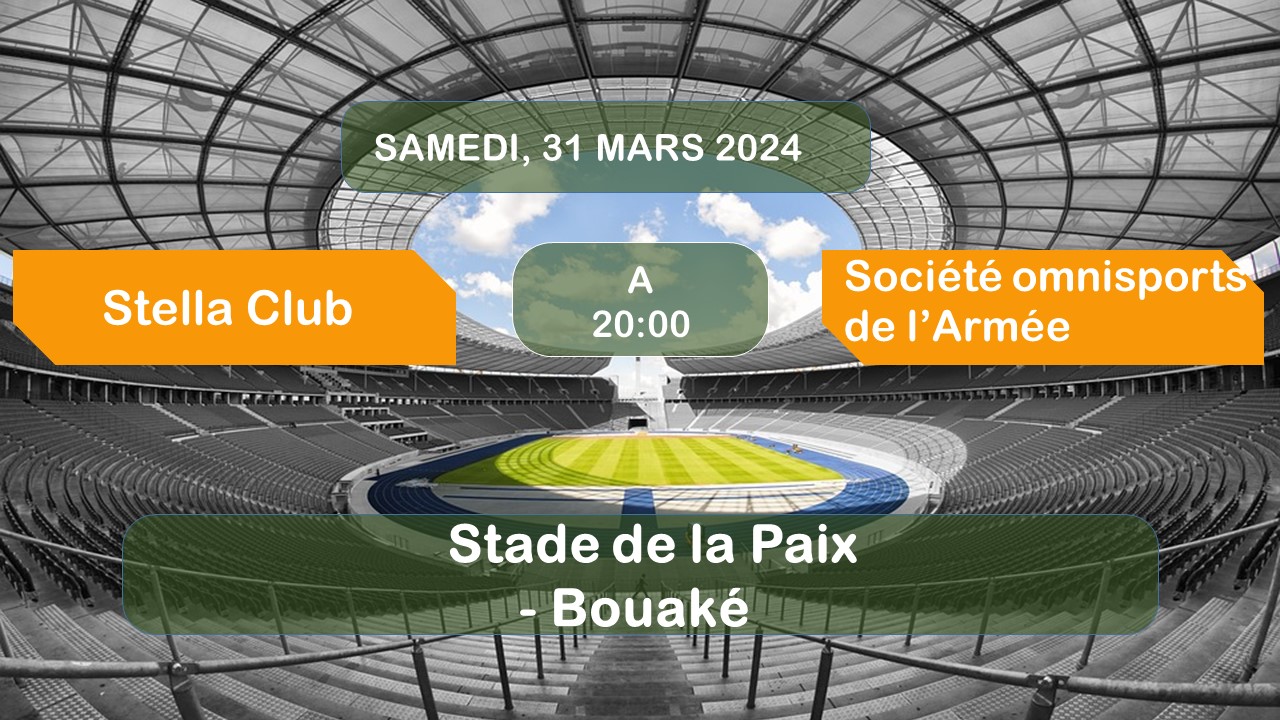 SAMEDI, 31 MARS 2024
Stella Club
A
20:00
Société omnisports
de l’Armée
Stade de la Paix
- Bouaké